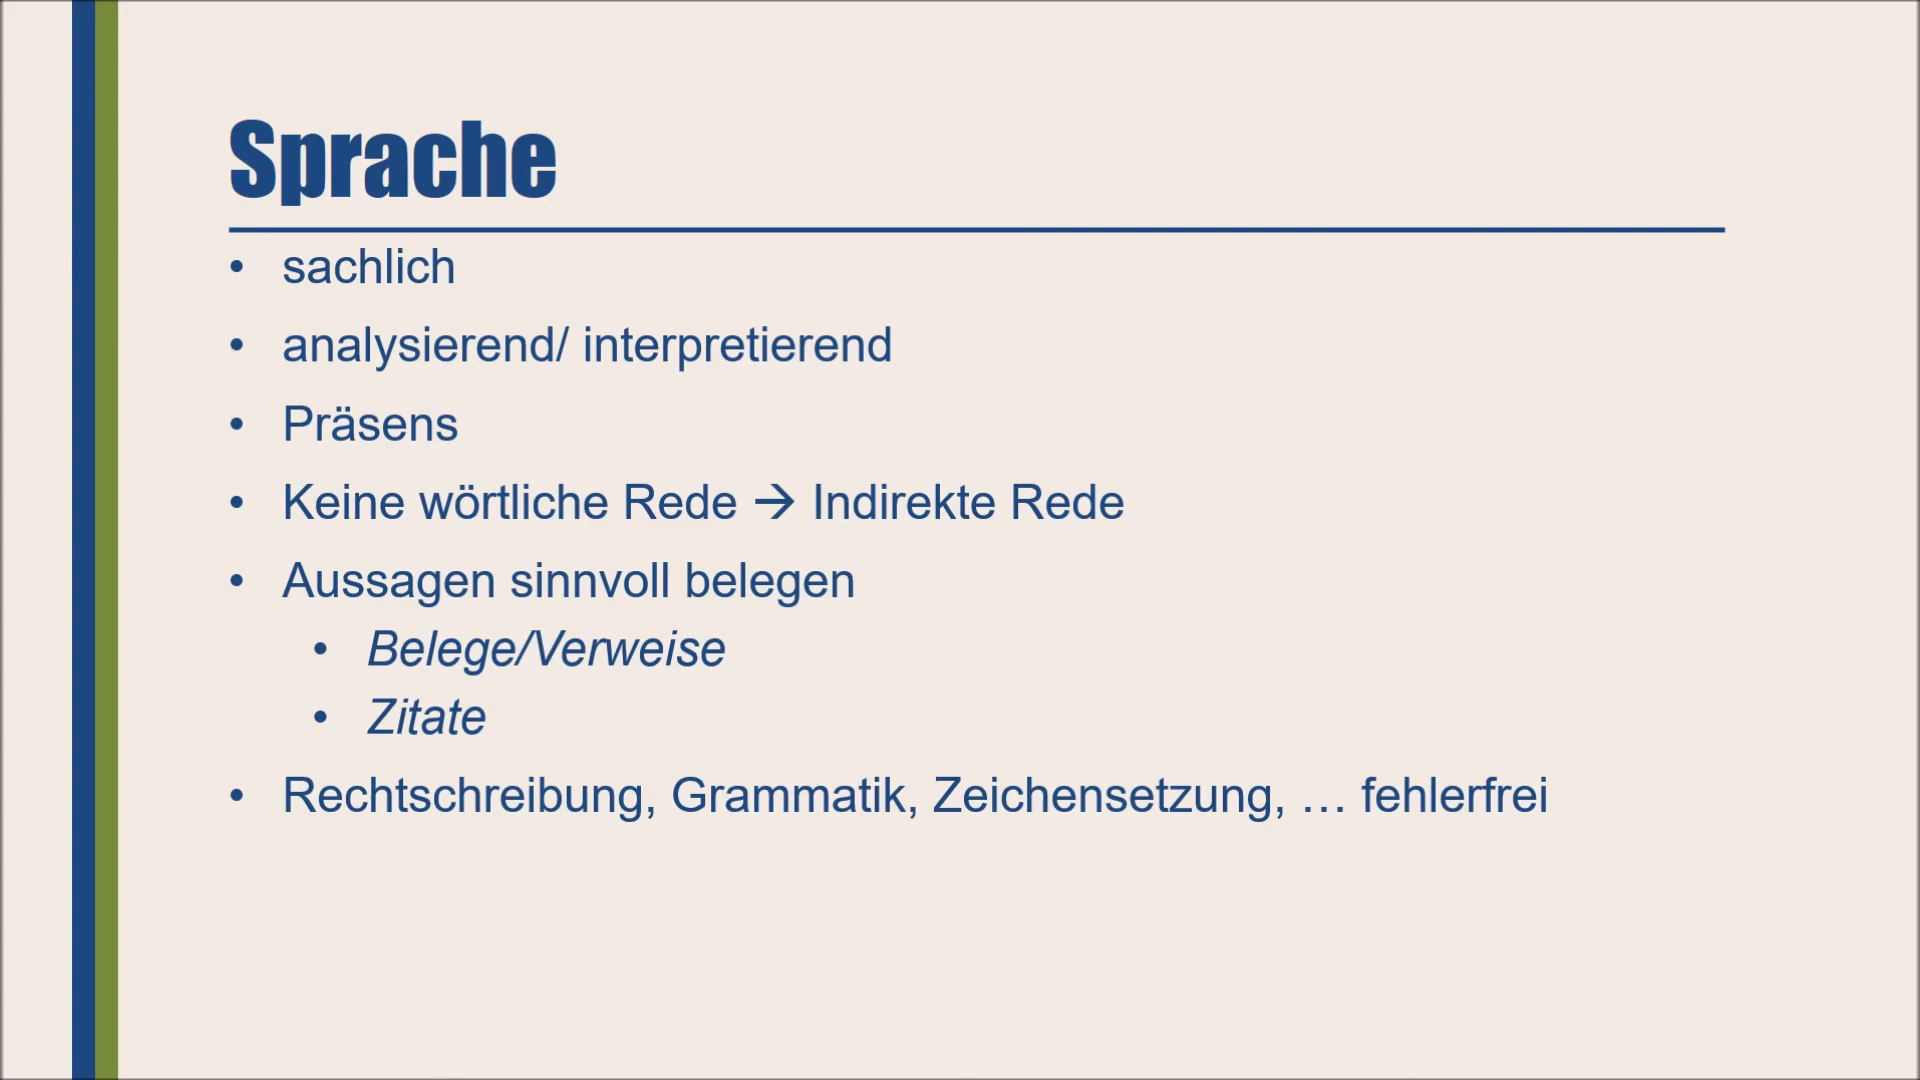 Sprache
• sachlich
• analysierend/ interpretierend
• Präsens
• Keine wörtliche Rede → Indirekte Rede
• Aussagen sinnvoll belegen
• Belege/Verweise
• Zitate
• Rechtschreibung, Grammatik, Zeichensetzung, … fehlerfrei